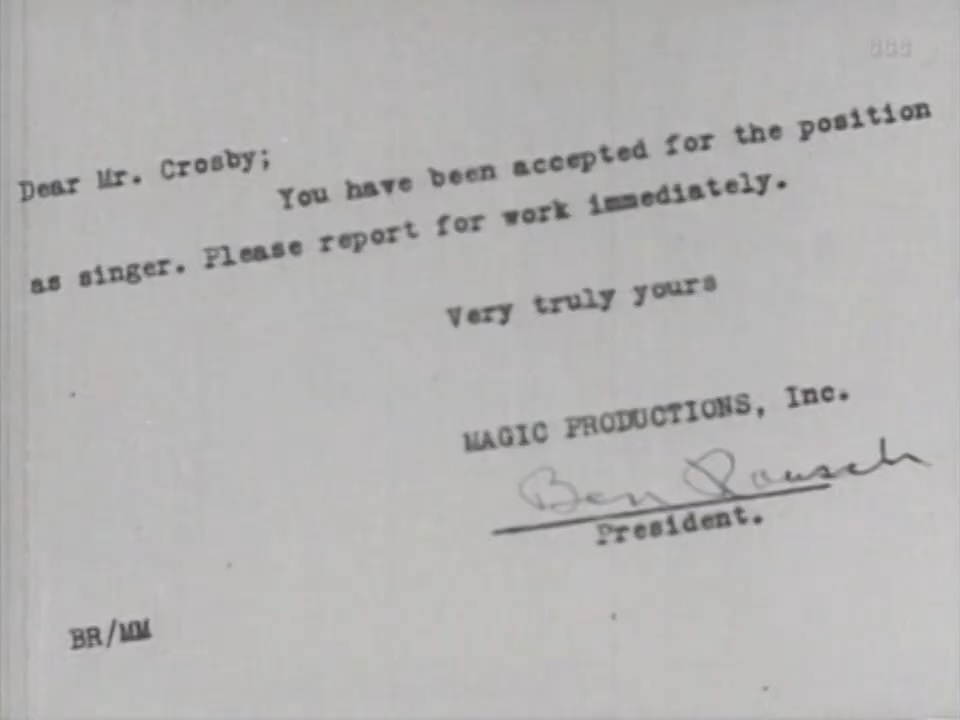 Dear Mr. Crosby;
You have been accepted for the position
as singer. Please report for work immediately.
Very truly yours
MAGIC PRODUCTIONS, Inc.
Ben
President.
BR/MM